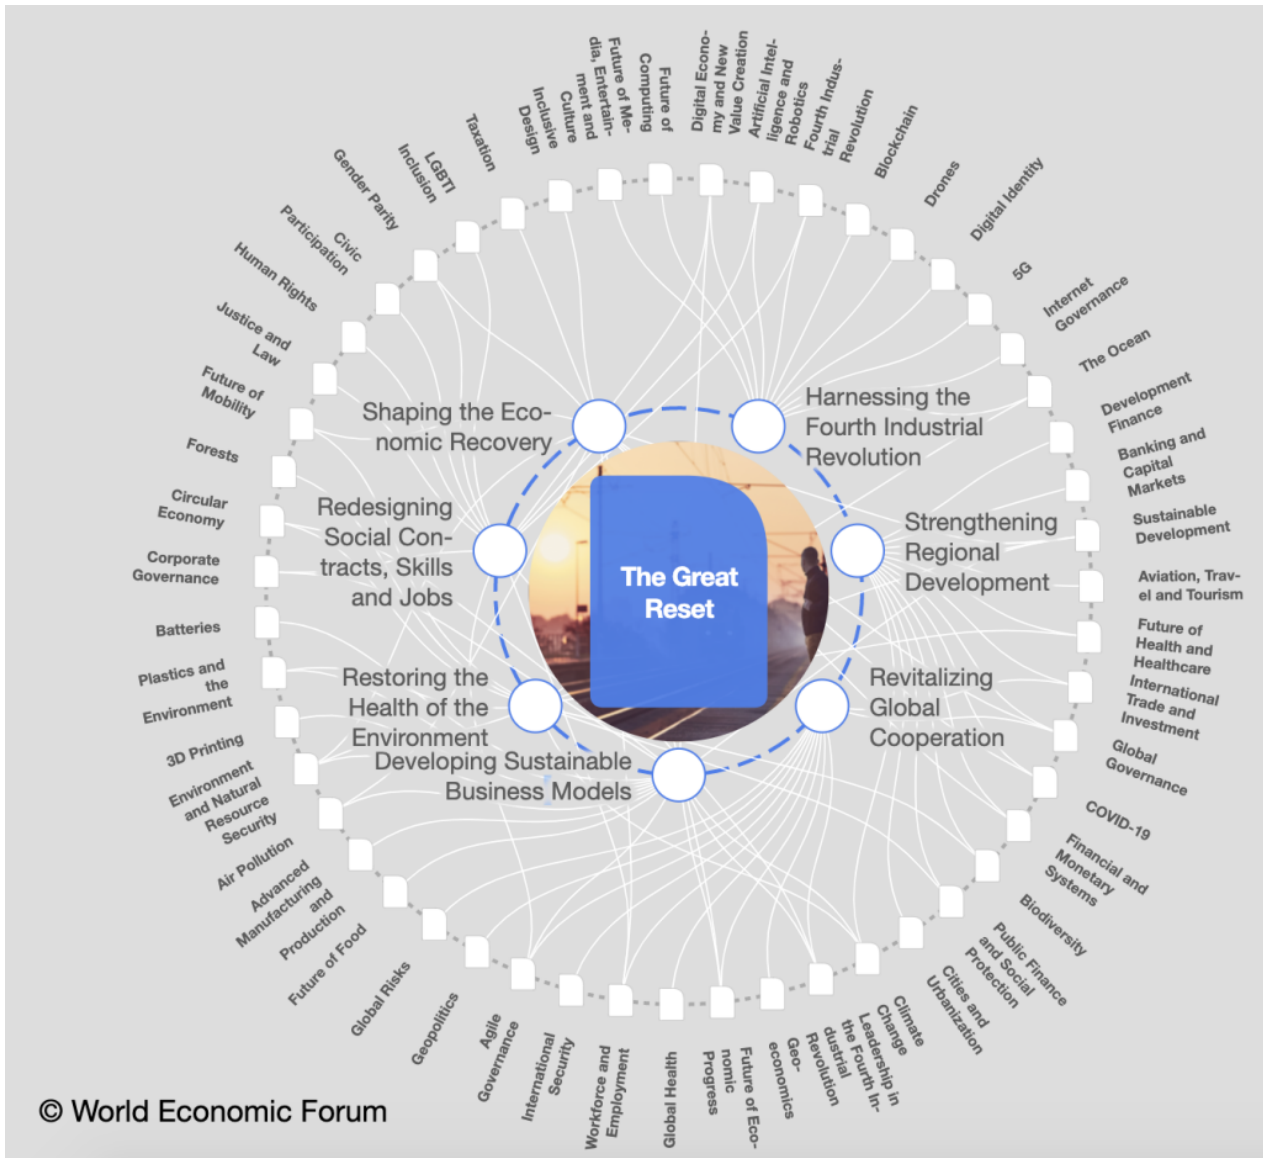 The Great
Reset
Shaping the Eco-
nomic Recovery
Harnessing the
Fourth Industrial
Revolution
Redesigning
Social Con-
tracts, Skills
and Jobs
Strengthening
Regional
Development
Restoring the
Health of the
Environment
Revitalizing
Global
Cooperation
Developing Sustainable
Business Models
Digital Econo-
my and New
Value Creation
Artificial Intel-
ligence and
Robotics
Fourth Indus-
trial
Revolution
Blockchain
Drones
Digital Identity
5G
Internet
Governance
The Ocean
Development
Finance
Banking and
Capital
Markets
Sustainable
Development
Aviation, Trav-
el and Tourism
Future of
Health and
Healthcare
International
Trade and
Investment
Global
Governance
COVID-19
Financial and
Monetary
Systems
Biodiversity
Public Finance
and Social
Protection
Cities and
Urbanization
Climate
Change
Leadership in
the Fourth In-
dustrial
Revolution
Geo-
economics
Future of Eco-
nomic
Progress
Global Health
Workforce and
Employment
International
Security
Agile
Governance
Geopolitics
Global Risks
Future of Food
Advanced
Manufacturing
and
Production
Air Pollution
Environment
and Natural
Resource
Security
3D Printing
Plastics and
the
Environment
Batteries
Corporate
Governance
Circular
Economy
Forests
Future of
Mobility
Justice and
Law
Human Rights
Civic
Participation
Gender Parity
LGBTI
Inclusion
Taxation
Inclusive
Design
Future of Me-
dia, Entertain-
ment and
Culture
Future of
Computing
© World Economic Forum